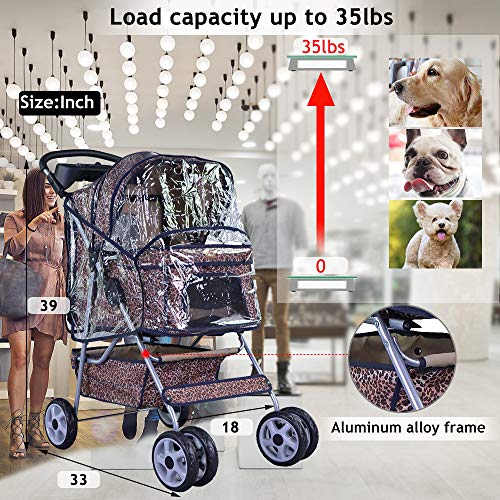 Load capacity up to 35lbs
35lbs
Size:Inch
0
39
18
Aluminum alloy frame
33